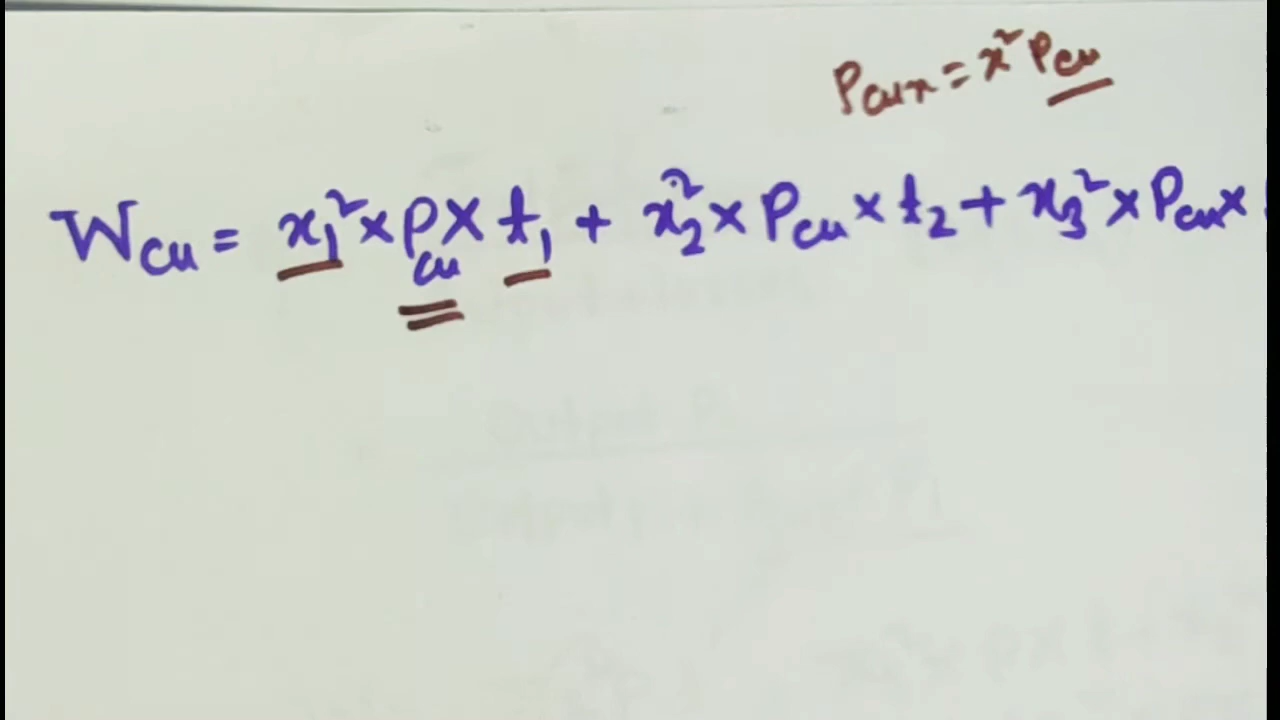 Pcux = x² Pcu
Wcu = x₁² × Pcu × t₁ + x₂² × Pcu × t₂ + x₃² × Pcu ×